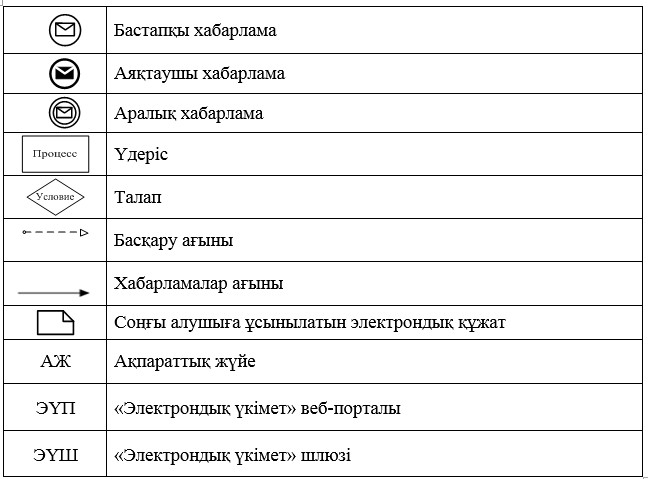 Бастапқы хабарлама
Аяқтаушы хабарлама
Аралық хабарлама
Процесс Үдеріс
Условие Талап
Басқару ағыны
Хабарламалар ағыны
Соңғы алушыға ұсынылатын электрондық құжат
АЖ Ақпараттық жүйе
ЭҮП «Электрондық үкімет» веб-порталы
ЭҮШ «Электрондық үкімет» шлюзі